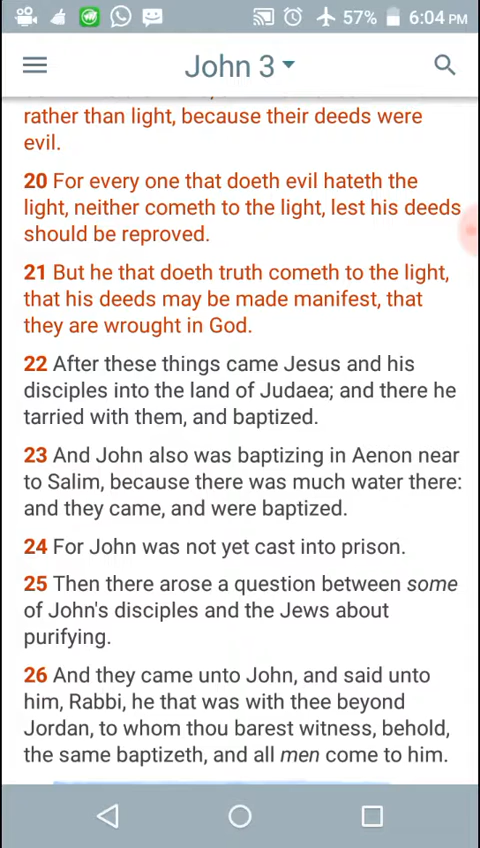 57% 6:04 PM
John 3
rather than light, because their deeds were
evil.
20 For every one that doeth evil hateth the
light, neither cometh to the light, lest his deeds
should be reproved.
21 But he that doeth truth cometh to the light,
that his deeds may be made manifest, that
they are wrought in God.
22 After these things came Jesus and his
disciples into the land of Judaea; and there he
tarried with them, and baptized.
23 And John also was baptizing in Aenon near
to Salim, because there was much water there:
and they came, and were baptized.
24 For John was not yet cast into prison.
25 Then there arose a question between some
of John's disciples and the Jews about
purifying.
26 And they came unto John, and said unto
him, Rabbi, he that was with thee beyond
Jordan, to whom thou barest witness, behold,
the same baptizeth, and all men come to him.